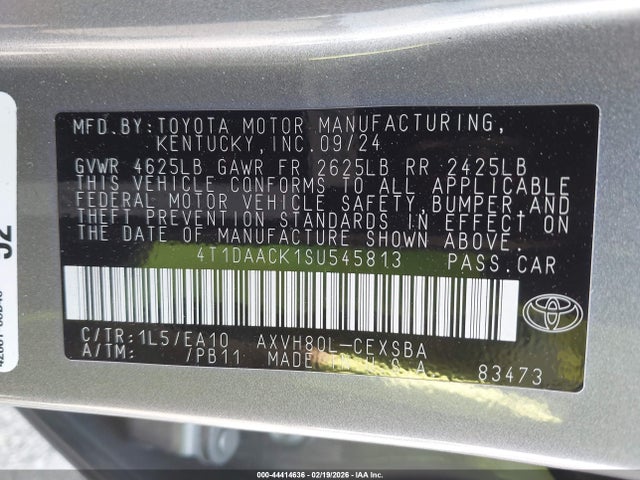 MFD.BY:TOYOTA MOTOR MANUFACTURING,
KENTUCKY,INC.09/24
GVWR 4625LB GAWR FR 2625LB RR 2425LB
THIS VEHICLE CONFORMS TO ALL APPLICABLE
FEDERAL MOTOR VEHICLE SAFETY, BUMPER, AND
THEFT PREVENTION STANDARDS IN EFFECT ON
THE DATE OF MANUFACTURE SHOWN ABOVE.
4T1DAACK1SU545813 PASS.CAR
C/TR:1L5/EA10 AXVH80L-CEXSBA
A/TM: /PB11 MADE IN U.S.A. 83473
52
000-44414636 - 02/19/2026 - IAA Inc.